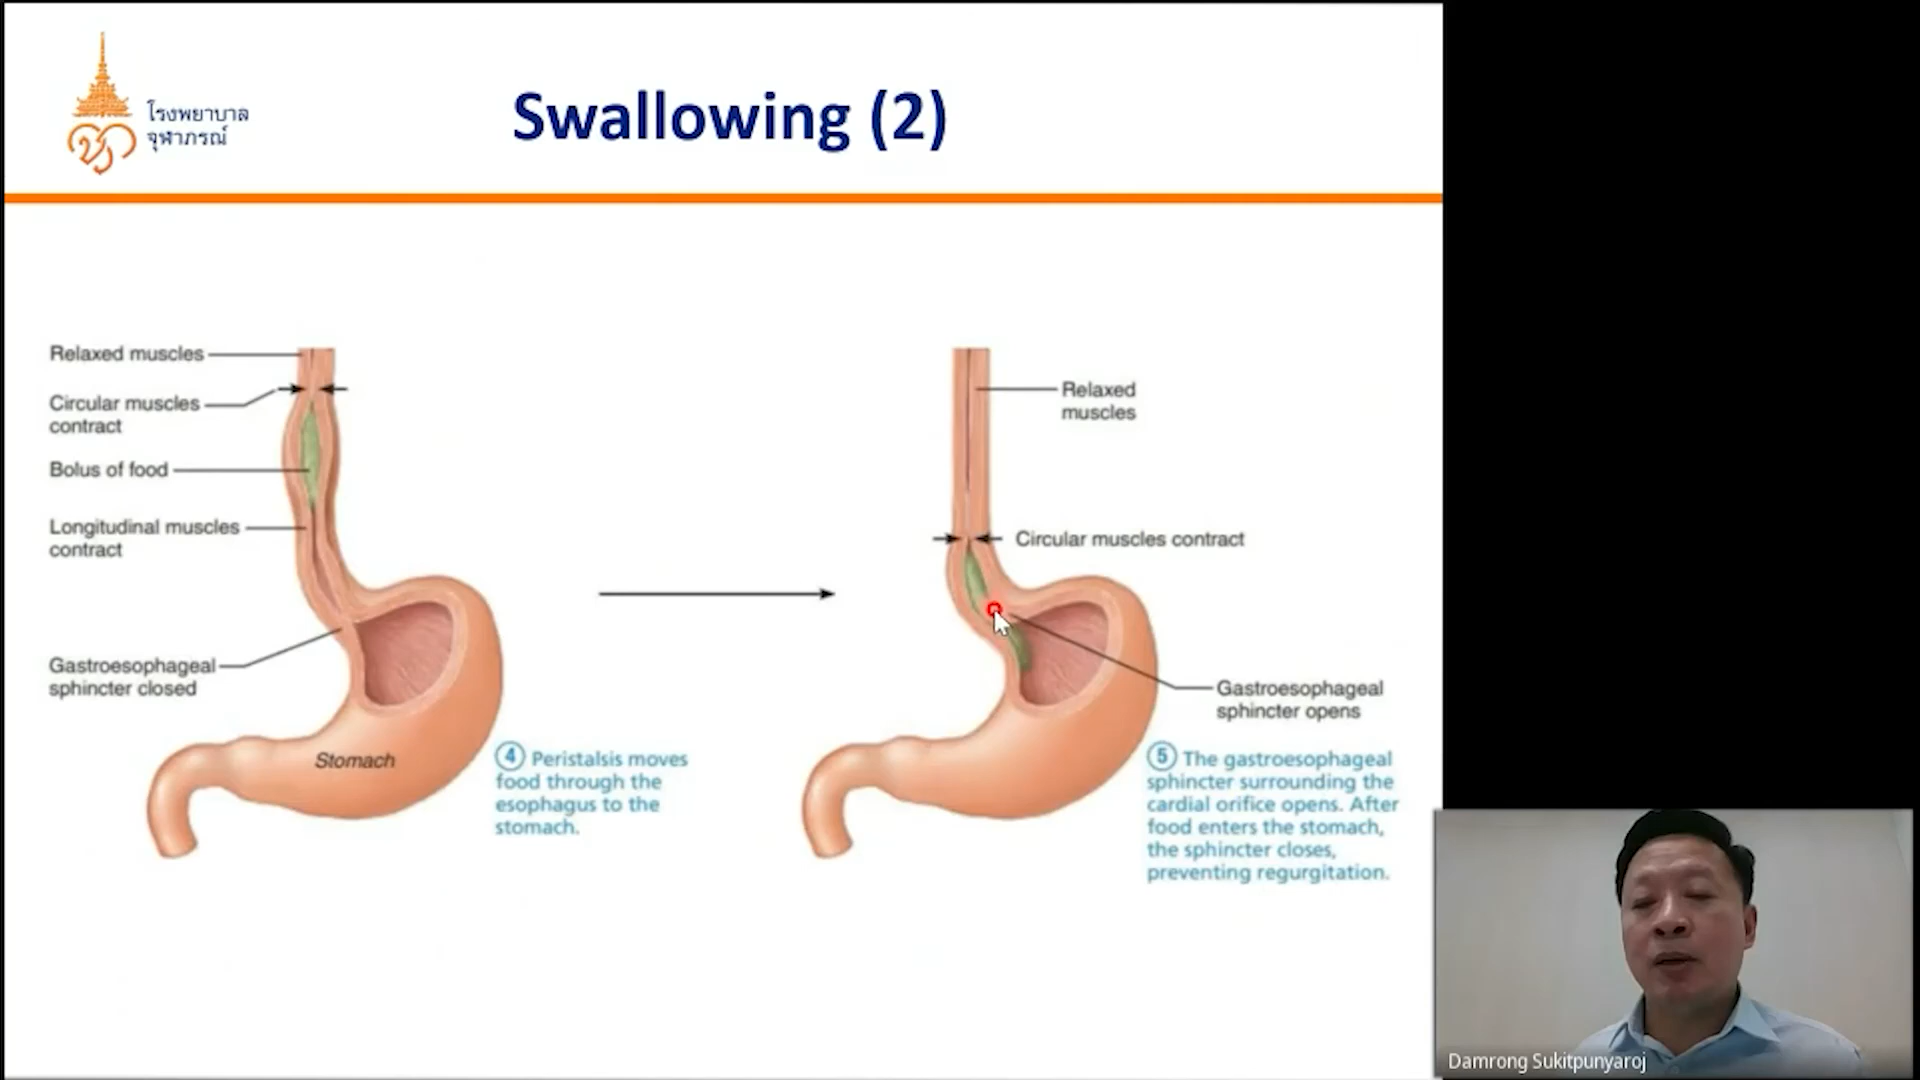 โรงพยาบาล
จุฬาภรณ์
Swallowing (2)
Relaxed muscles
Circular muscles
contract
Bolus of food
Longitudinal muscles
contract
Gastroesophageal
sphincter closed
Stomach
4 Peristalsis moves
food through the
esophagus to the
stomach.
Relaxed
muscles
Circular muscles contract
Gastroesophageal
sphincter opens
5 The gastroesophageal
sphincter surrounding the
cardial orifice opens. After
food enters the stomach,
the sphincter closes,
preventing regurgitation.
Damrong Sukitpunyaroj